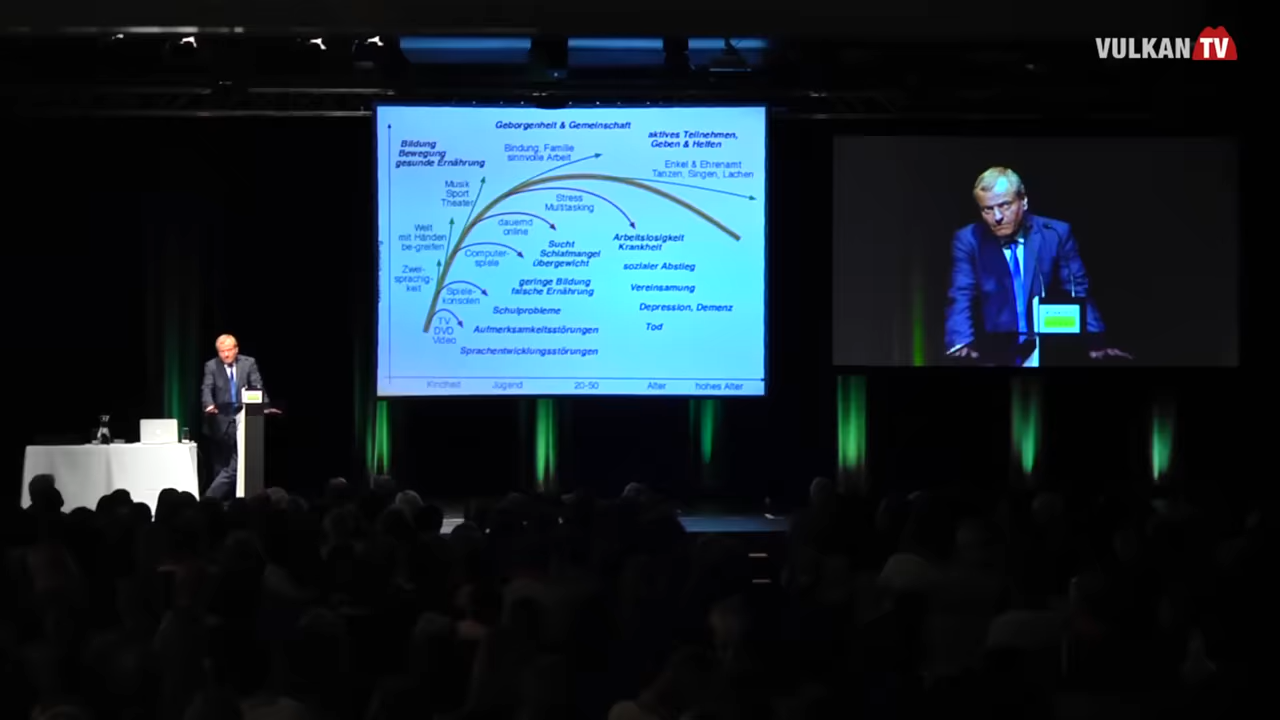 VULKAN TV
Geborgenheit & Gemeinschaft
aktives Teilnehmen,
Geben & Helfen
Bildung
Bewegung
gesunde Ernährung
Bindung, Familie
sinnvolle Arbeit
Enkel & Ehrenamt
Tanzen, Singen, Lachen
Musik
Sport
Theater
Stress
Multitasking
Welt
mit Händen
be-greifen
dauernd
online
Arbeitslosigkeit
Krankheit
Sucht
Schlafmangel
Übergewicht
Computer-
spiele
sozialer Abstieg
Zwei-
sprachig-
keit
geringe Bildung
falsche Ernährung
Vereinsamung
Spiele-
konsolen
Schulprobleme
Depression, Demenz
TV
DVD
Video
Aufmerksamkeitsstörungen
Tod
Sprachentwicklungsstörungen
Kindheit Jugend 20-50 Alter hohes Alter